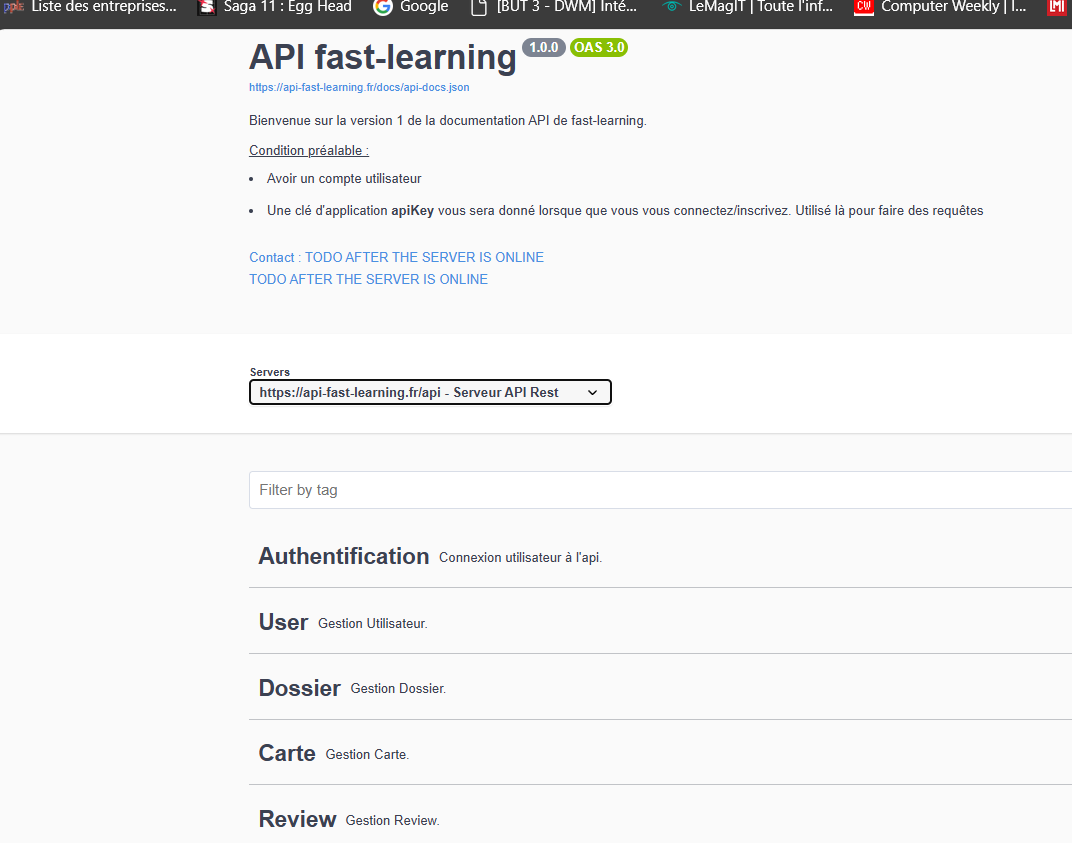 Liste des entreprises... Saga 11 : Egg Head Google [BUT 3 - DWM] Inté... LeMagIT | Toute l'inf... CW Computer Weekly | I... LMI
API fast-learning 1.0.0 OAS 3.0
https://api-fast-learning.fr/docs/api-docs.json
Bienvenue sur la version 1 de la documentation API de fast-learning.
Condition préalable :
• Avoir un compte utilisateur
• Une clé d'application apiKey vous sera donné lorsque que vous vous connectez/inscrivez. Utilisé là pour faire des requêtes
Contact : TODO AFTER THE SERVER IS ONLINE
TODO AFTER THE SERVER IS ONLINE
Servers
https://api-fast-learning.fr/api - Serveur API Rest
Filter by tag
Authentification Connexion utilisateur à l'api.
User Gestion Utilisateur.
Dossier Gestion Dossier.
Carte Gestion Carte.
Review Gestion Review.